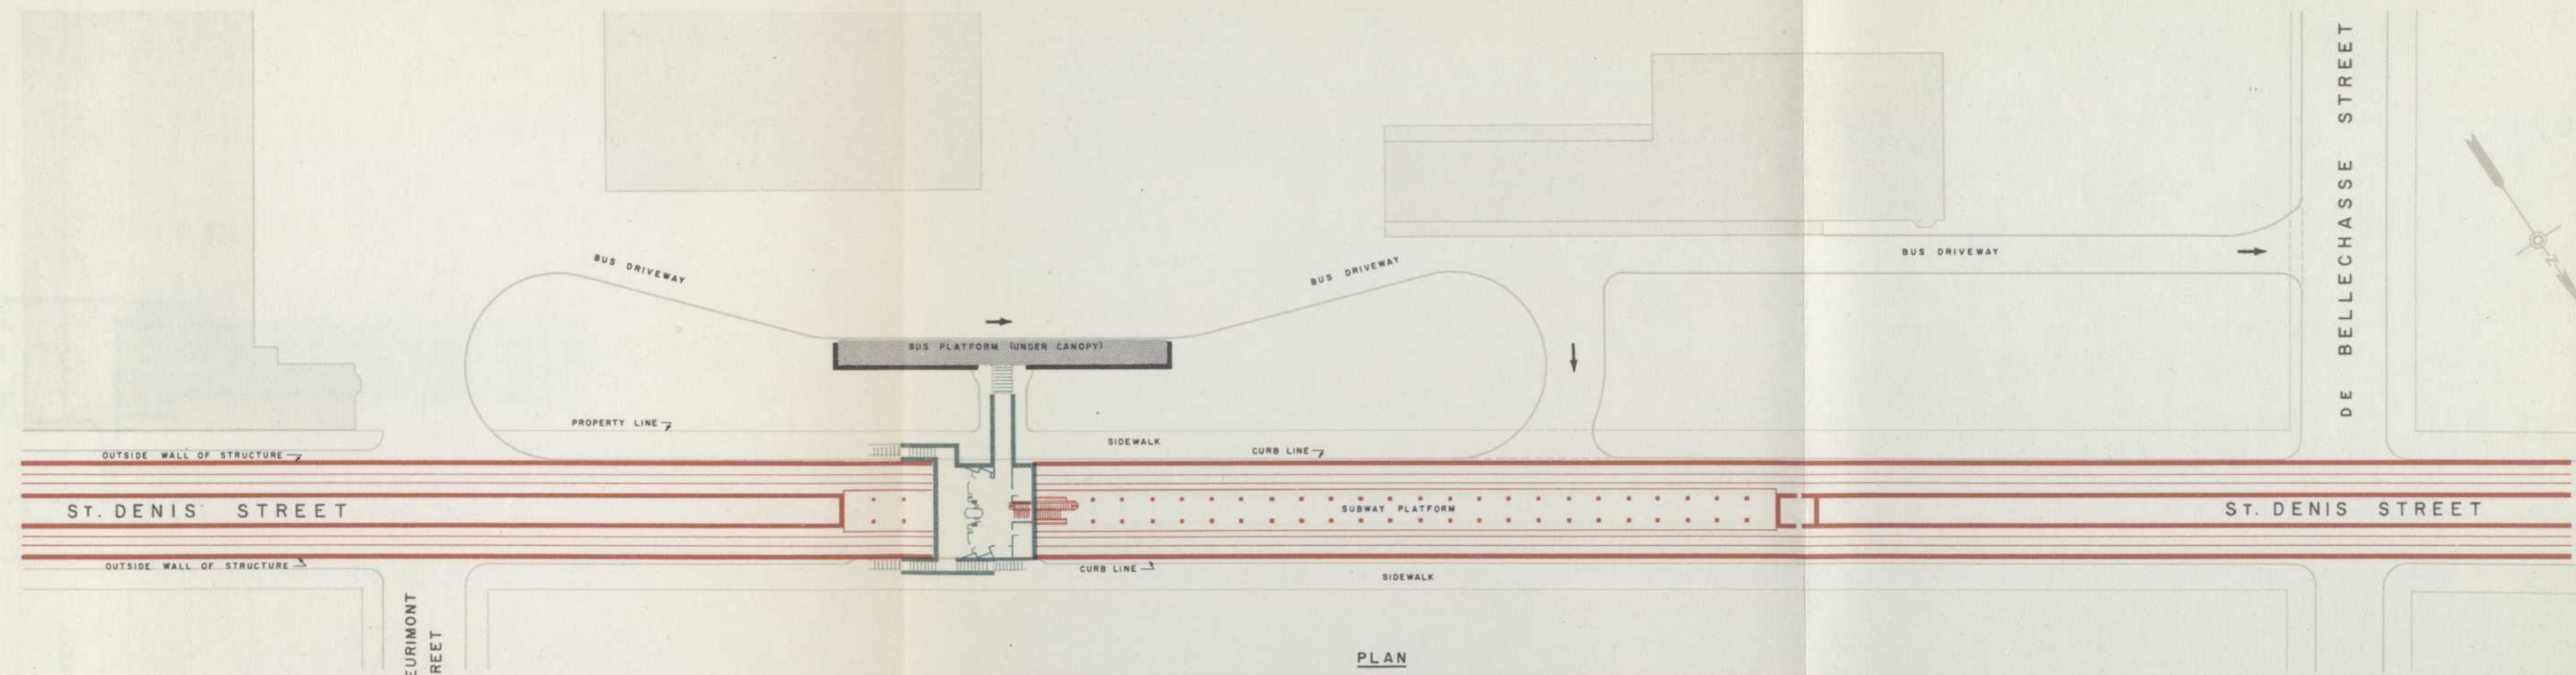 DE BELLECHASSE STREET
BUS DRIVEWAY
BUS DRIVEWAY
BUS DRIVEWAY
BUS PLATFORM (UNDER CANOPY)
PROPERTY LINE
SIDEWALK
CURB LINE
OUTSIDE WALL OF STRUCTURE
ST. DENIS STREET
SUBWAY PLATFORM
ST. DENIS STREET
OUTSIDE WALL OF STRUCTURE
CURB LINE
SIDEWALK
EURIMONT
REET
PLAN
N